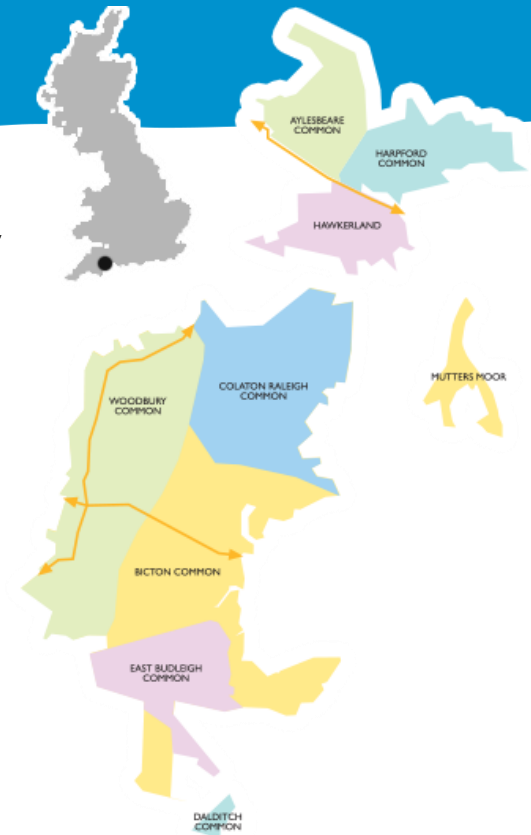 AYLESBEARE
COMMON
HARPFORD
COMMON
HAWKERLAND
MUTTERS MOOR
COLATON RALEIGH
COMMON
WOODBURY
COMMON
BICTON COMMON
EAST BUDLEIGH
COMMON
DALDITCH
COMMON